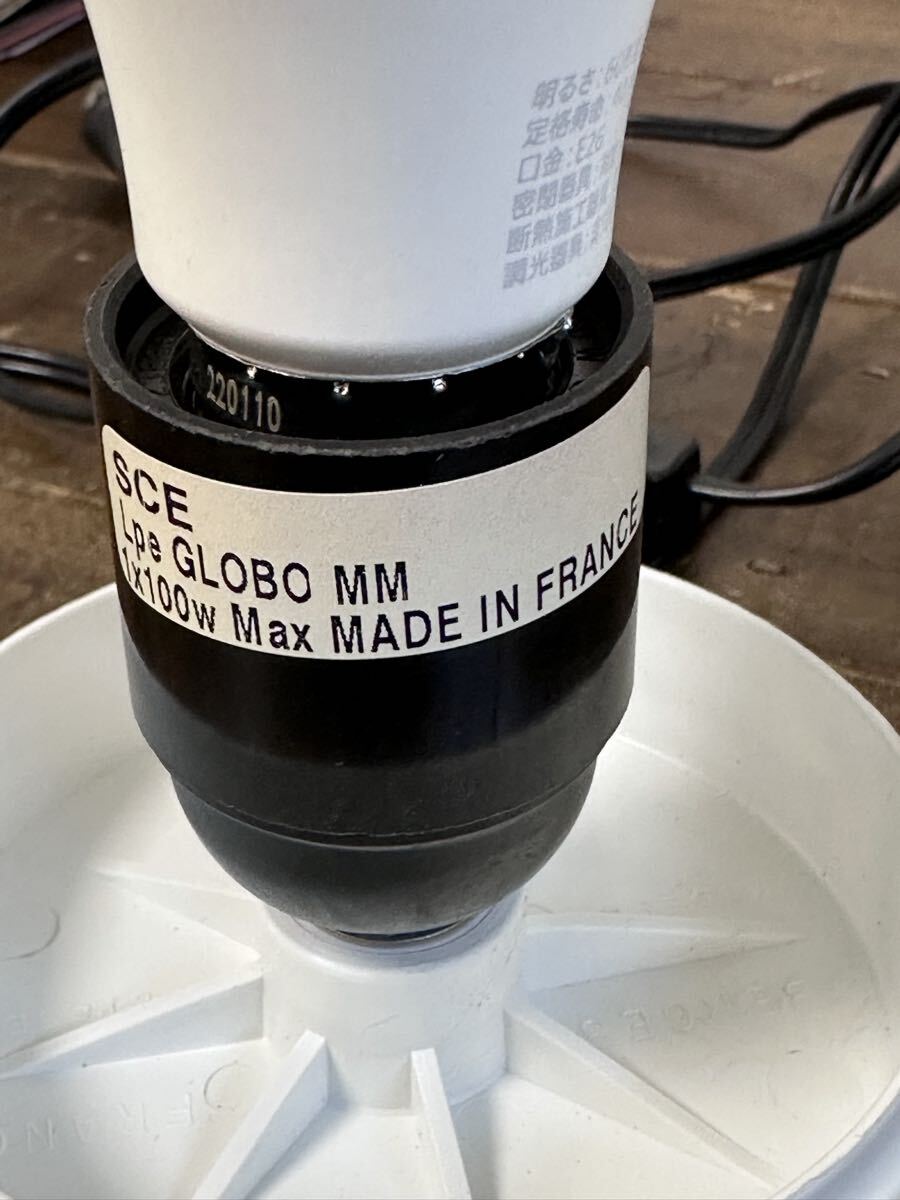 明るさ:
定格寿命
口金:E26
密閉器具:
断熱施工器具
調光器具:
220110
SCE
Lpe GLOBO MM
1x100w Max MADE IN FRANCE
FRANC